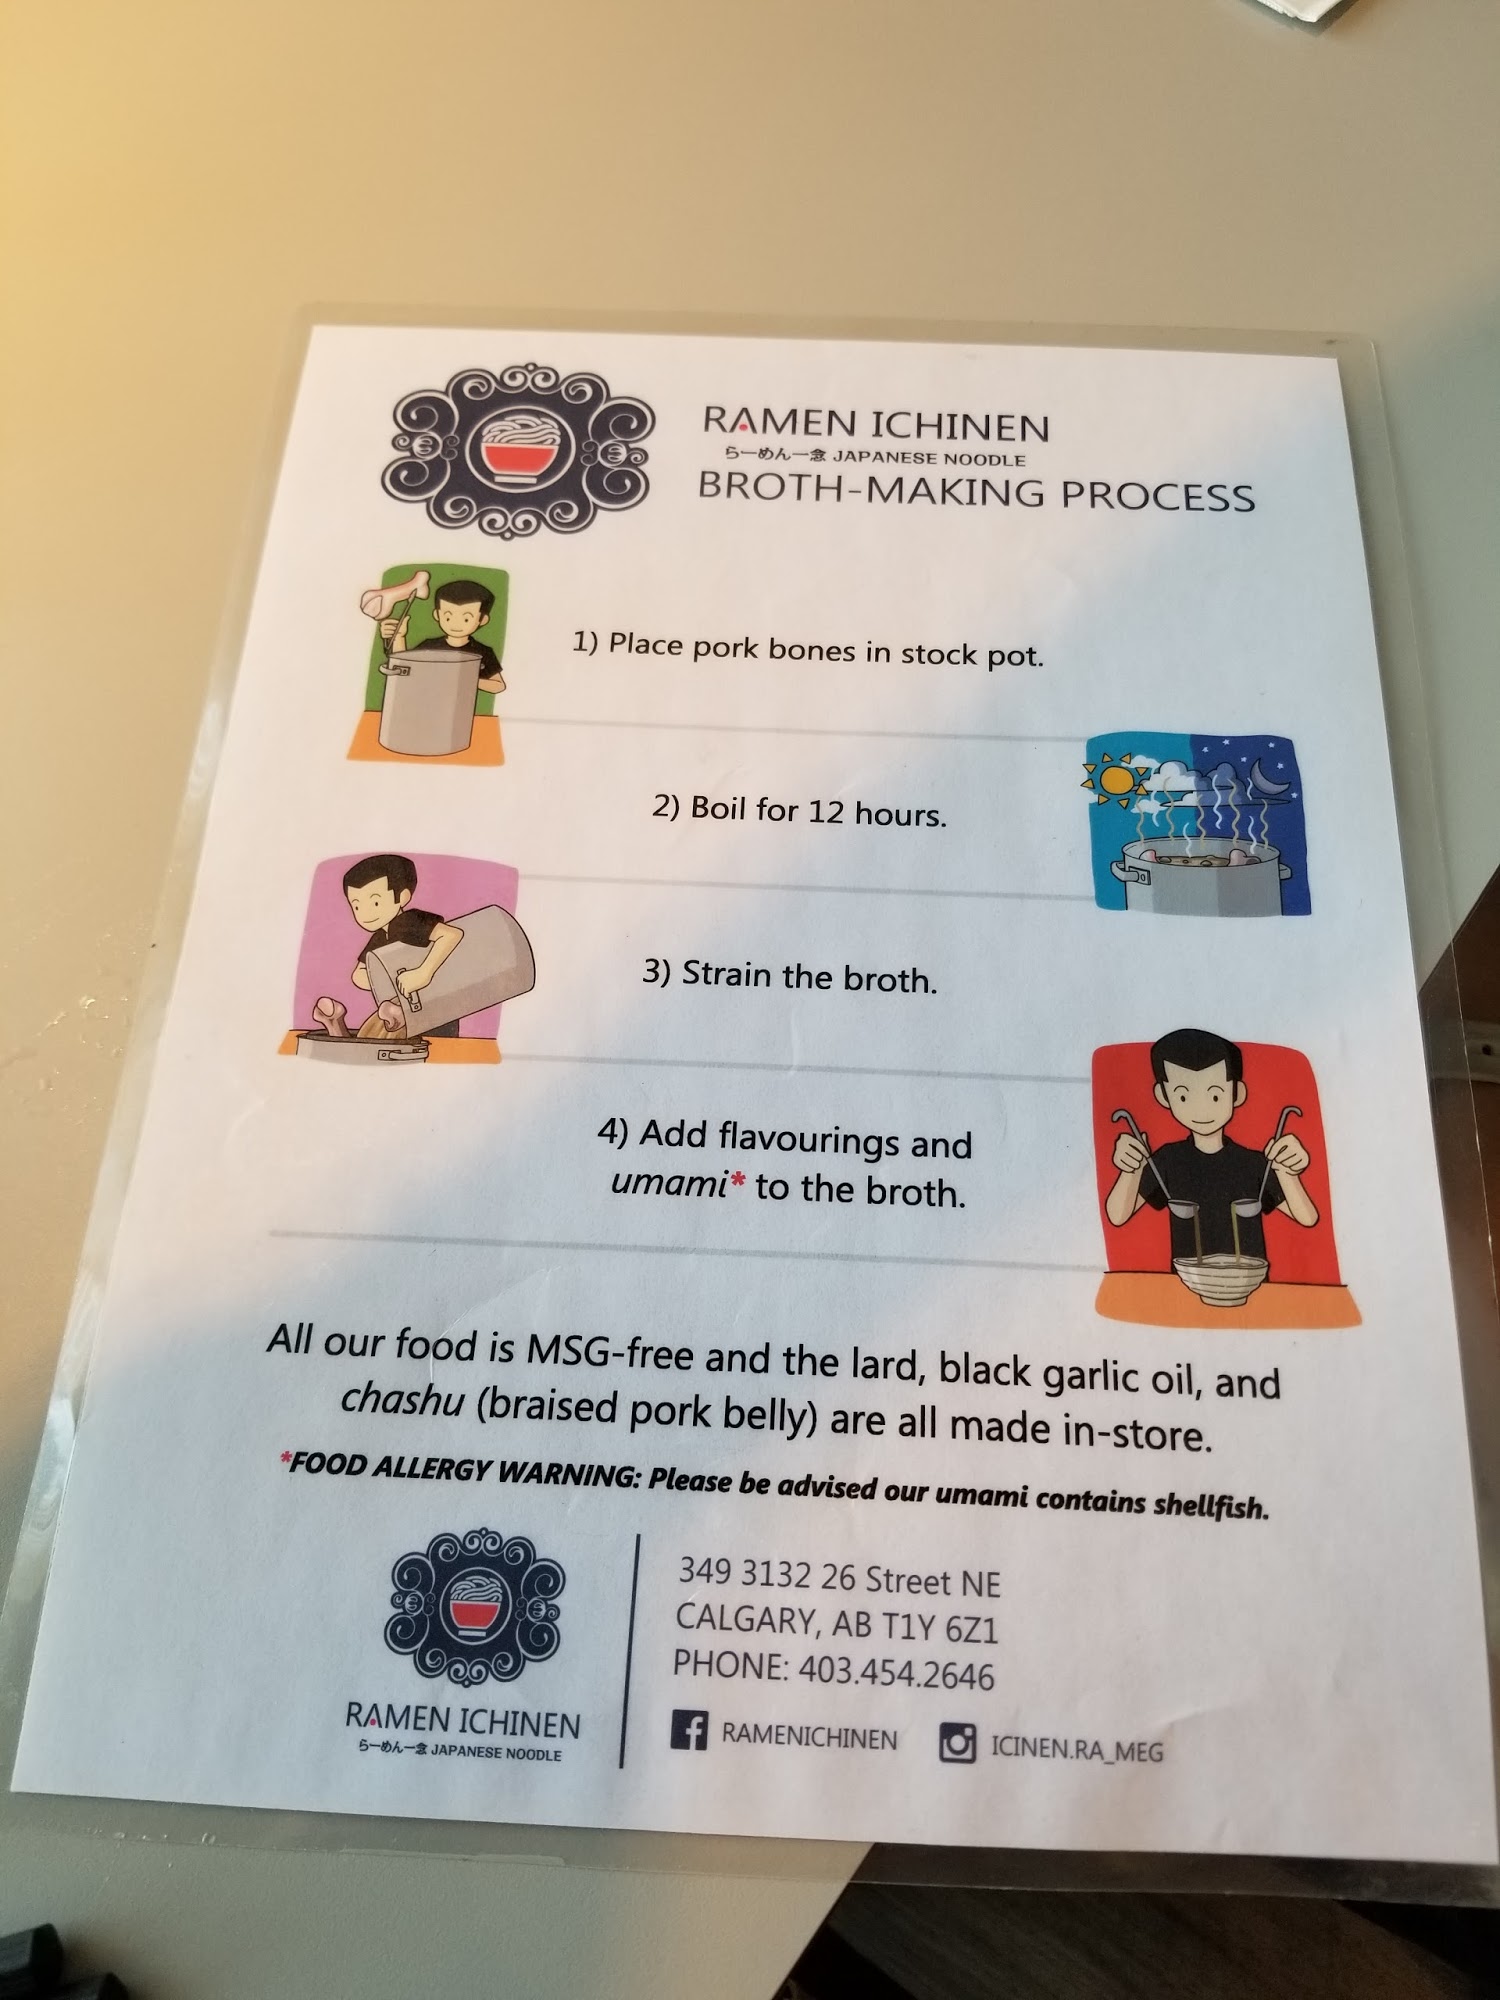 RAMEN ICHINEN
らーめん一念 JAPANESE NOODLE
BROTH-MAKING PROCESS
1) Place pork bones in stock pot.
2) Boil for 12 hours.
3) Strain the broth.
4) Add flavourings and
umami* to the broth.
All our food is MSG-free and the lard, black garlic oil, and
chashu (braised pork belly) are all made in-store.
*FOOD ALLERGY WARNING: Please be advised our umami contains shellfish.
RAMEN ICHINEN
らーめん一念 JAPANESE NOODLE
349 3132 26 Street NE
CALGARY, AB T1Y 6Z1
PHONE: 403.454.2646
RAMENICHINEN
ICINEN.RA_MEG